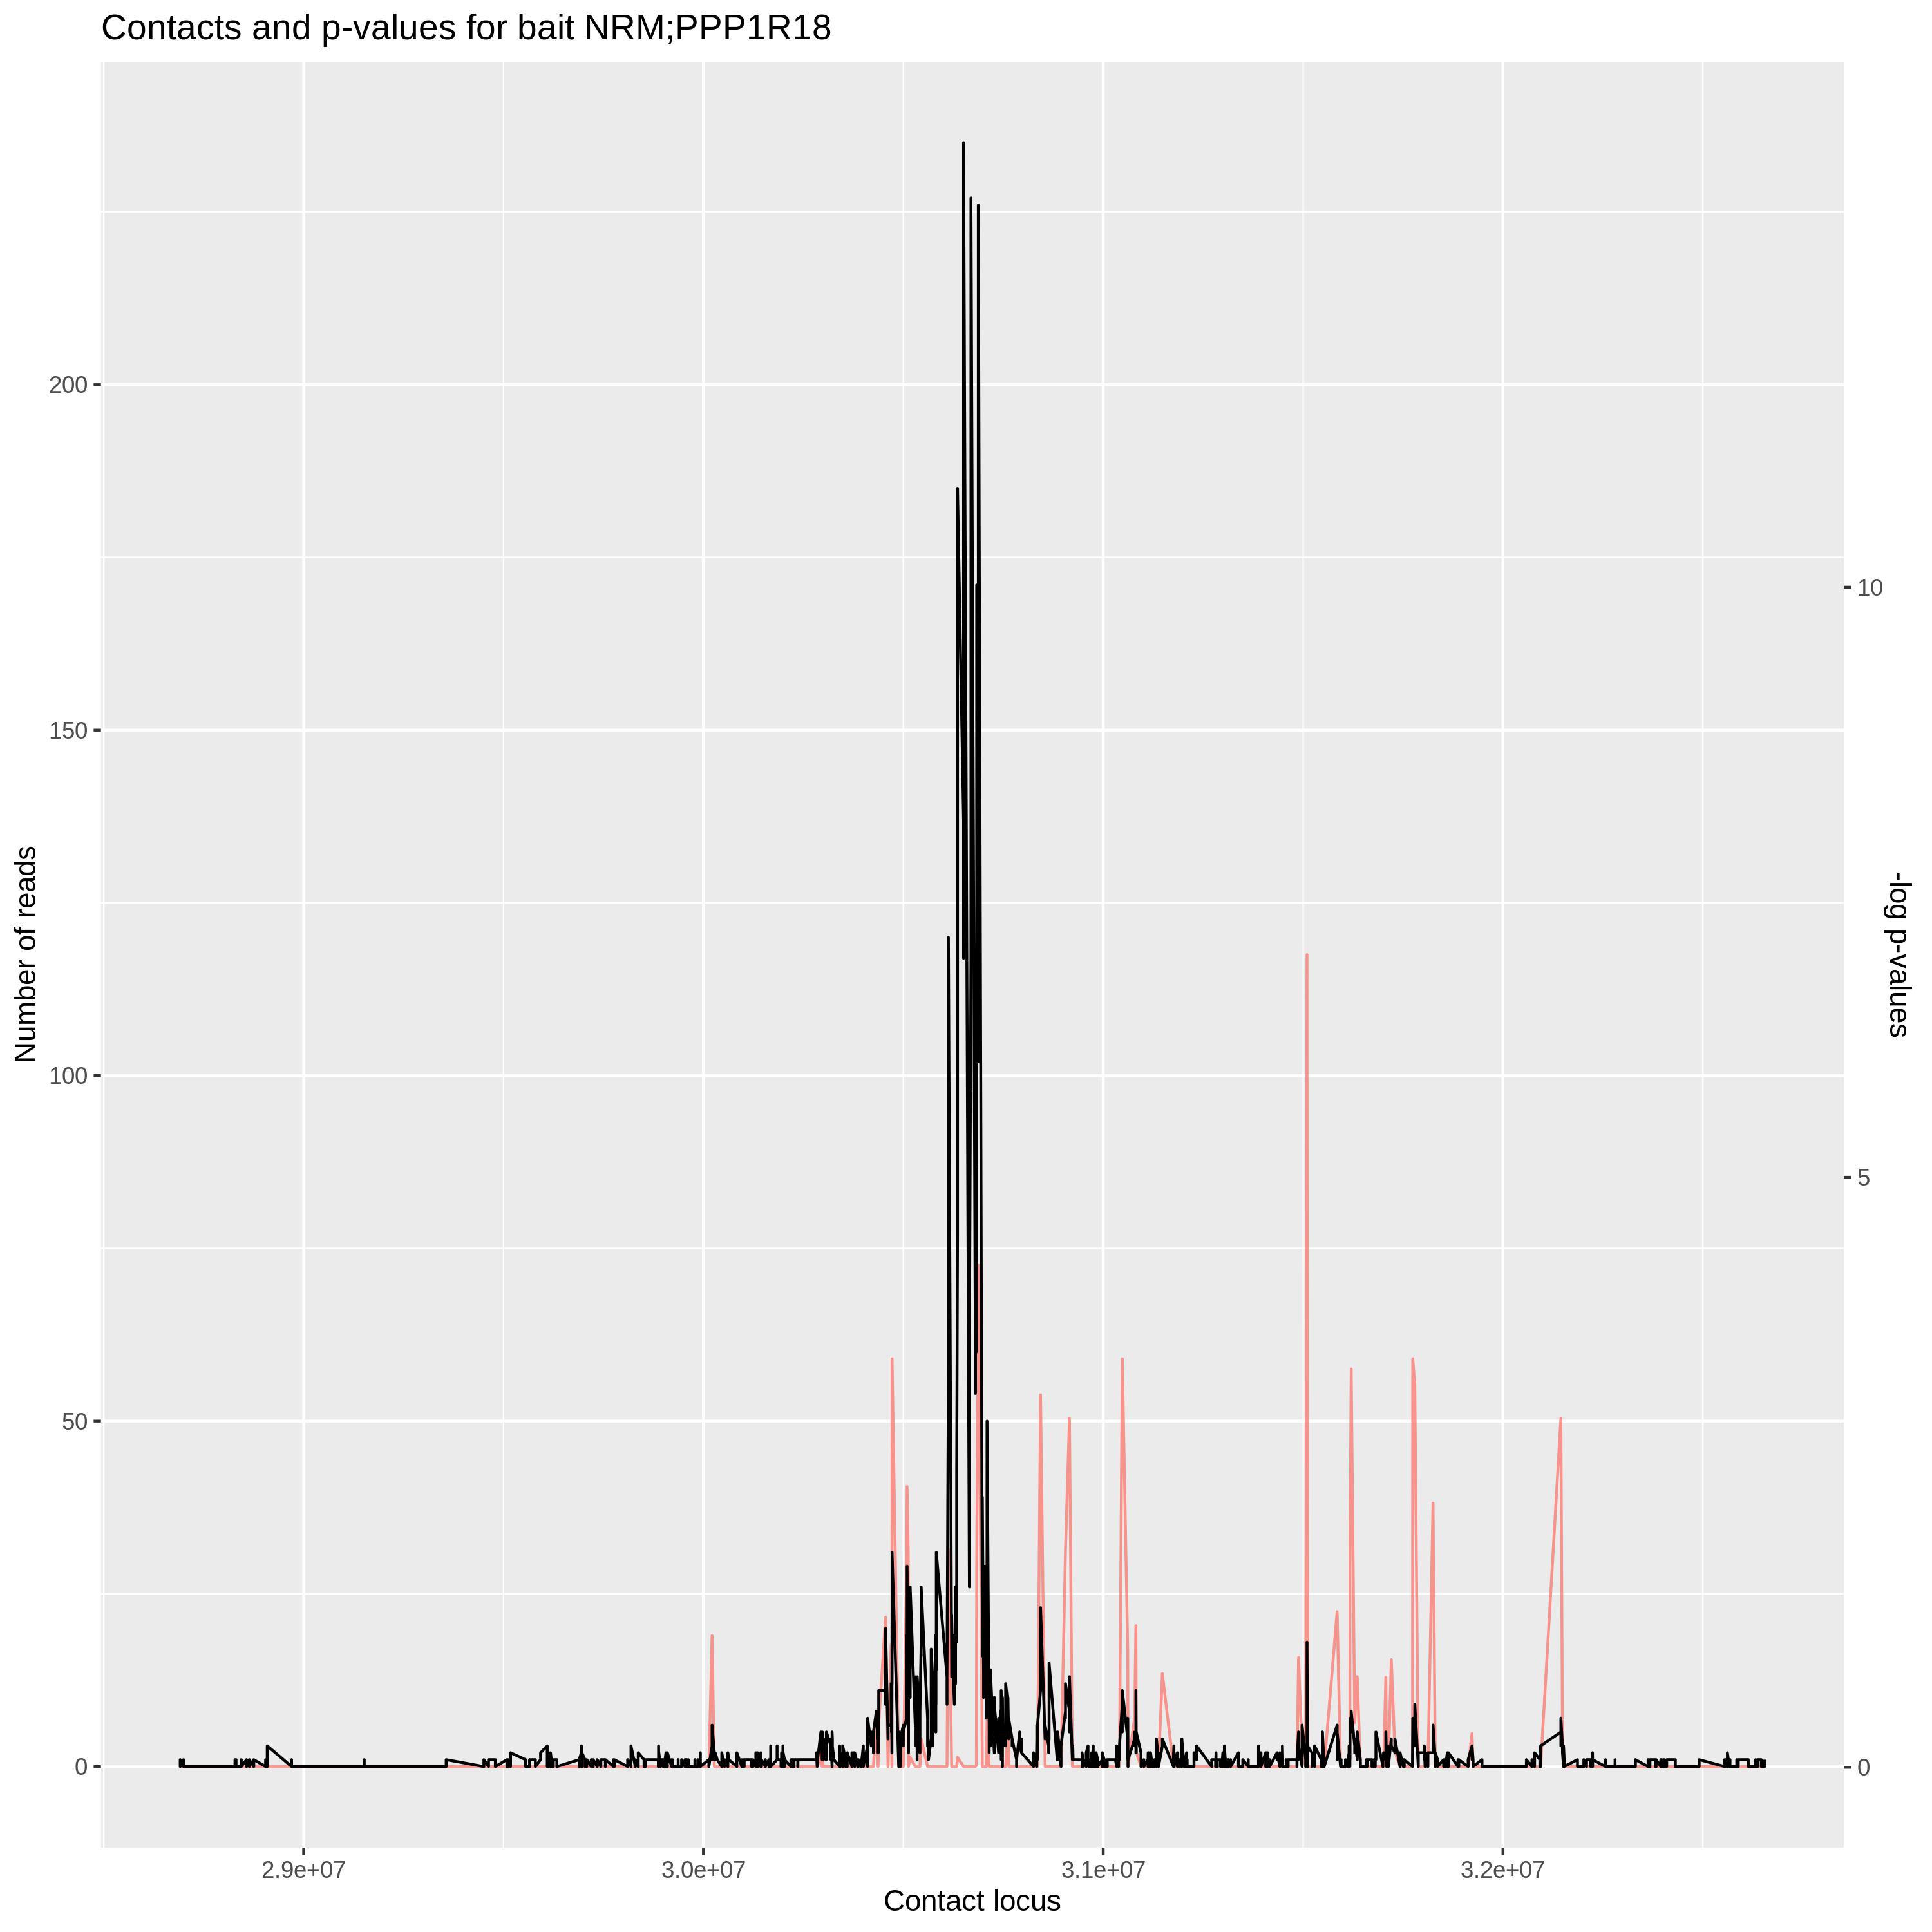 Contacts and p-values for bait NRM;PPP1R18
200
150
100
50
0
Number of reads
10
5
0
-log p-values
2.9e+07 3.0e+07 3.1e+07 3.2e+07
Contact locus